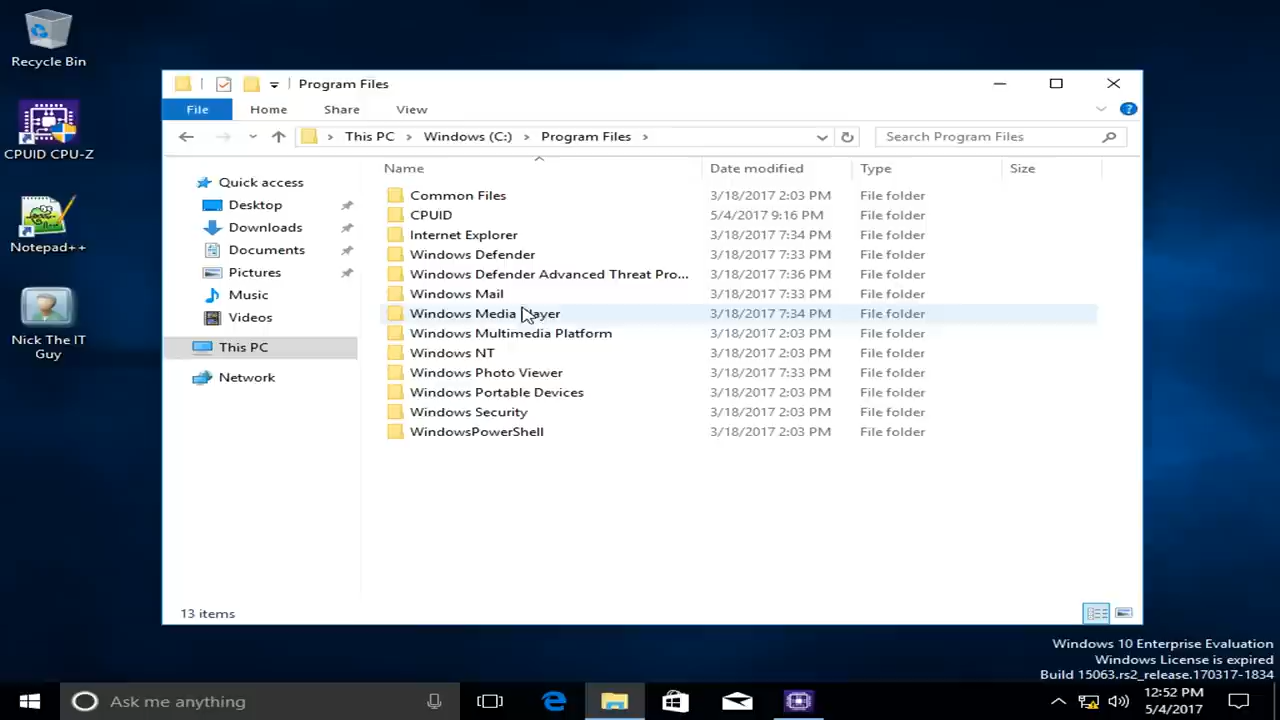 Recycle Bin
CPUID CPU-Z
Notepad++
Nick The IT
Guy
Program Files
File Home Share View
This PC Windows (C:) Program Files
Search Program Files
Quick access
Desktop
Downloads
Documents
Pictures
Music
Videos
This PC
Network
Name Date modified Type Size
Common Files 3/18/2017 2:03 PM File folder
CPUID 5/4/2017 9:16 PM File folder
Internet Explorer 3/18/2017 7:34 PM File folder
Windows Defender 3/18/2017 7:33 PM File folder
Windows Defender Advanced Threat Pro... 3/18/2017 7:36 PM File folder
Windows Mail 3/18/2017 7:33 PM File folder
Windows Media Player 3/18/2017 7:34 PM File folder
Windows Multimedia Platform 3/18/2017 2:03 PM File folder
Windows NT 3/18/2017 2:03 PM File folder
Windows Photo Viewer 3/18/2017 7:33 PM File folder
Windows Portable Devices 3/18/2017 2:03 PM File folder
Windows Security 3/18/2017 2:03 PM File folder
WindowsPowerShell 3/18/2017 2:03 PM File folder
13 items
Windows 10 Enterprise Evaluation
Windows License is expired
Build 15063.rs2_release.170317-1834
Ask me anything
12:52 PM
5/4/2017